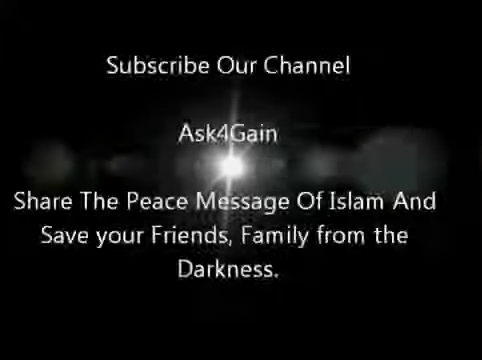 Subscribe Our Channel
Ask4Gain
Share The Peace Message Of Islam And
Save your Friends, Family from the
Darkness.